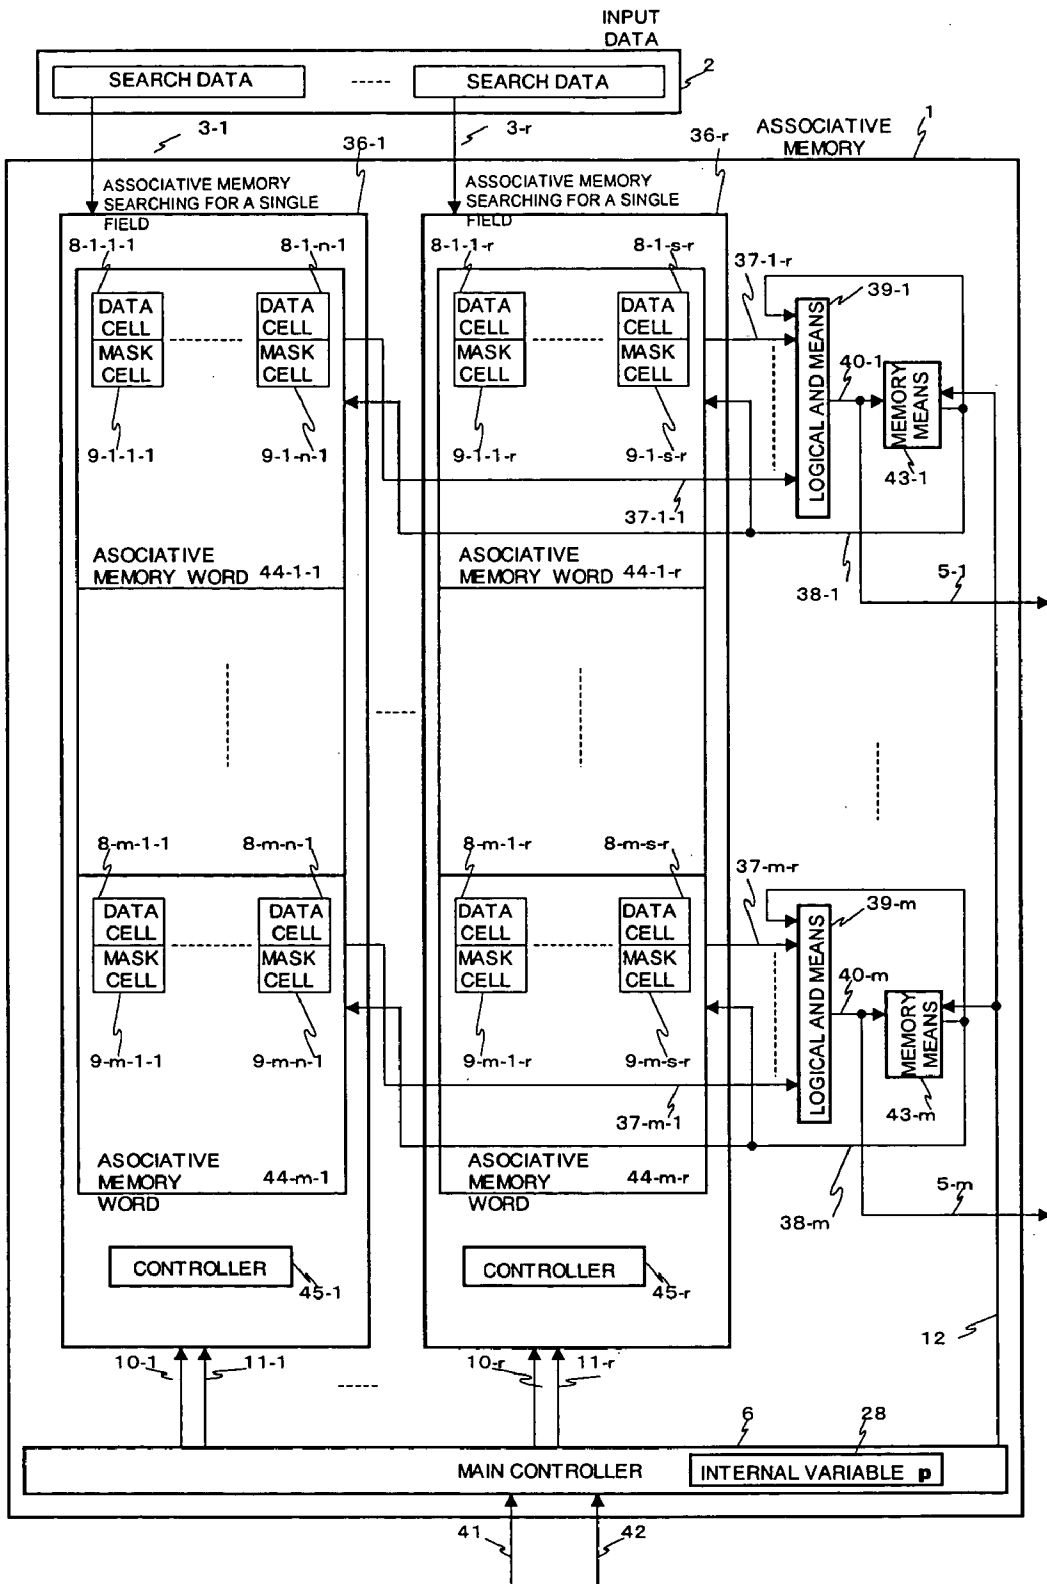 INPUT
DATA
SEARCH DATA
SEARCH DATA
2
3-1
3-r
36-1
36-r
ASSOCIATIVE
MEMORY
1
ASSOCIATIVE MEMORY
SEARCHING FOR A SINGLE
FIELD
ASSOCIATIVE MEMORY
SEARCHING FOR A SINGLE
FIELD
8-1-1-1
8-1-n-1
8-1-1-r
8-1-s-r
37-1-r
39-1
DATA
CELL
MASK
CELL
DATA
CELL
MASK
CELL
DATA
CELL
MASK
CELL
DATA
CELL
MASK
CELL
LOGICAL AND MEANS
40-1
MEMORY
MEANS
43-1
9-1-1-1
9-1-n-1
9-1-1-r
9-1-s-r
37-1-1
ASOCIATIVE
MEMORY WORD
44-1-1
ASOCIATIVE
MEMORY WORD
44-1-r
38-1
5-1
8-m-1-1
8-m-n-1
8-m-1-r
8-m-s-r
37-m-r
39-m
DATA
CELL
MASK
CELL
DATA
CELL
MASK
CELL
DATA
CELL
MASK
CELL
DATA
CELL
MASK
CELL
LOGICAL AND MEANS
40-m
MEMORY
MEANS
43-m
9-m-1-1
9-m-n-1
9-m-1-r
9-m-s-r
37-m-1
ASOCIATIVE
MEMORY
WORD
44-m-1
ASOCIATIVE
MEMORY
WORD
44-m-r
38-m
5-m
CONTROLLER
45-1
CONTROLLER
45-r
12
10-1
11-1
10-r
11-r
6
28
MAIN CONTROLLER
INTERNAL VARIABLE p
41
42